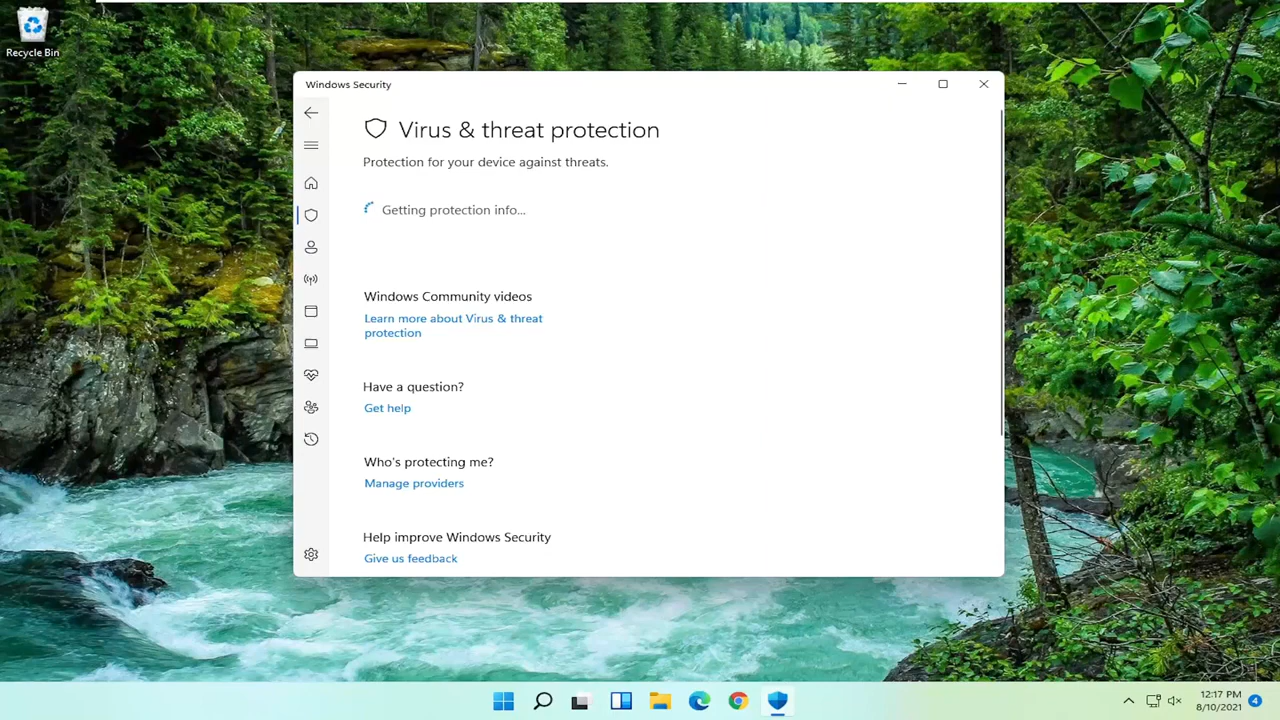 Recycle Bin
Windows Security
Virus & threat protection
Protection for your device against threats.
Getting protection info...
Windows Community videos
Learn more about Virus & threat
protection
Have a question?
Get help
Who's protecting me?
Manage providers
Help improve Windows Security
Give us feedback
12:17 PM
8/10/2021
4